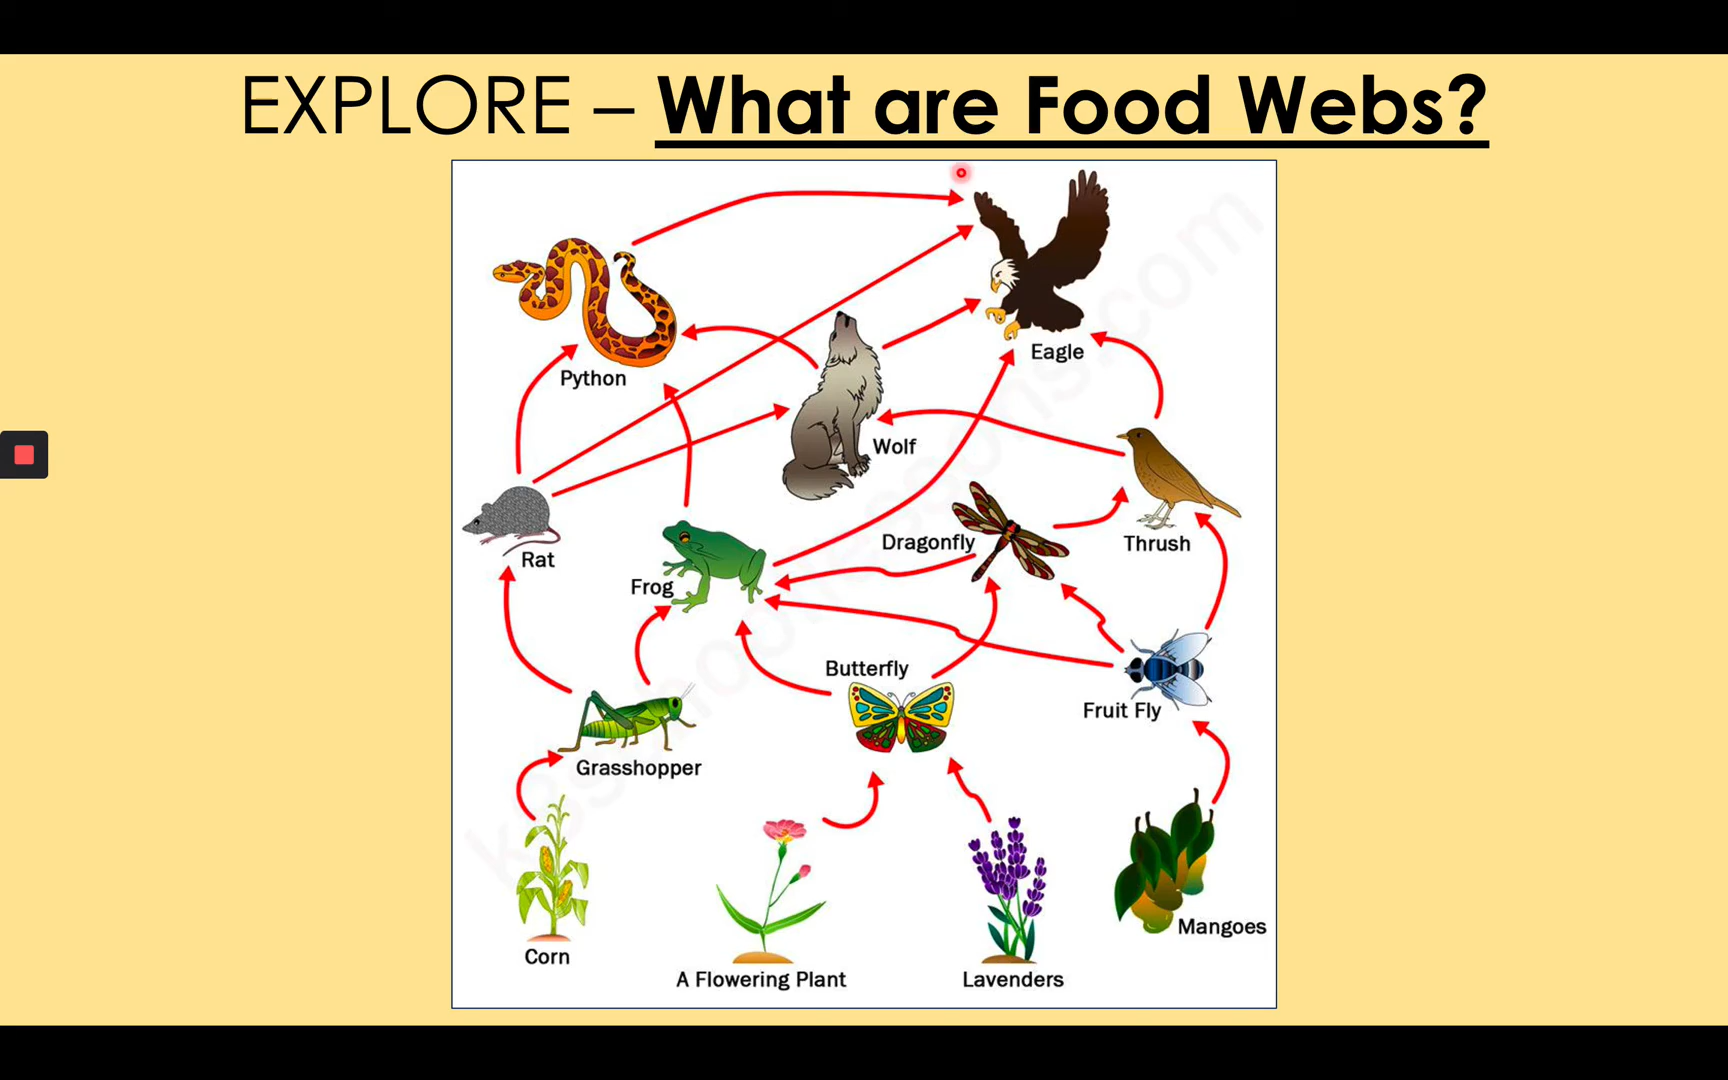 EXPLORE – What are Food Webs?
Eagle
Python
Wolf
Dragonfly
Thrush
Rat
Frog
Butterfly
Fruit Fly
Grasshopper
Mangoes
Corn
A Flowering Plant
Lavenders